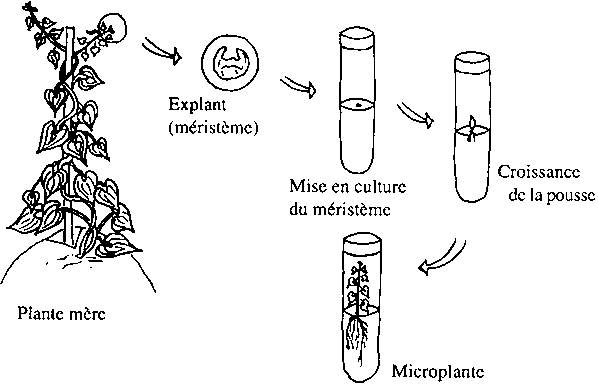 Explant
(méristème)
Mise en culture
du méristème
Croissance
de la pousse
Plante mère
Microplante